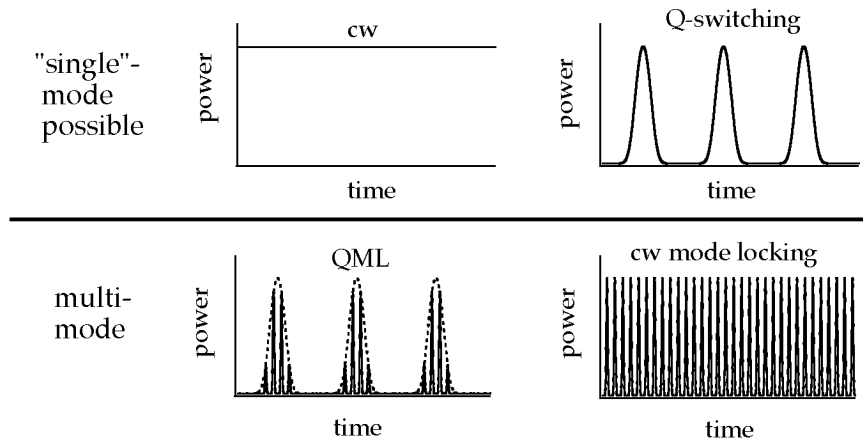 "single"-
mode
possible
cw
power
time
Q-switching
power
time
multi-
mode
QML
power
time
cw mode locking
power
time